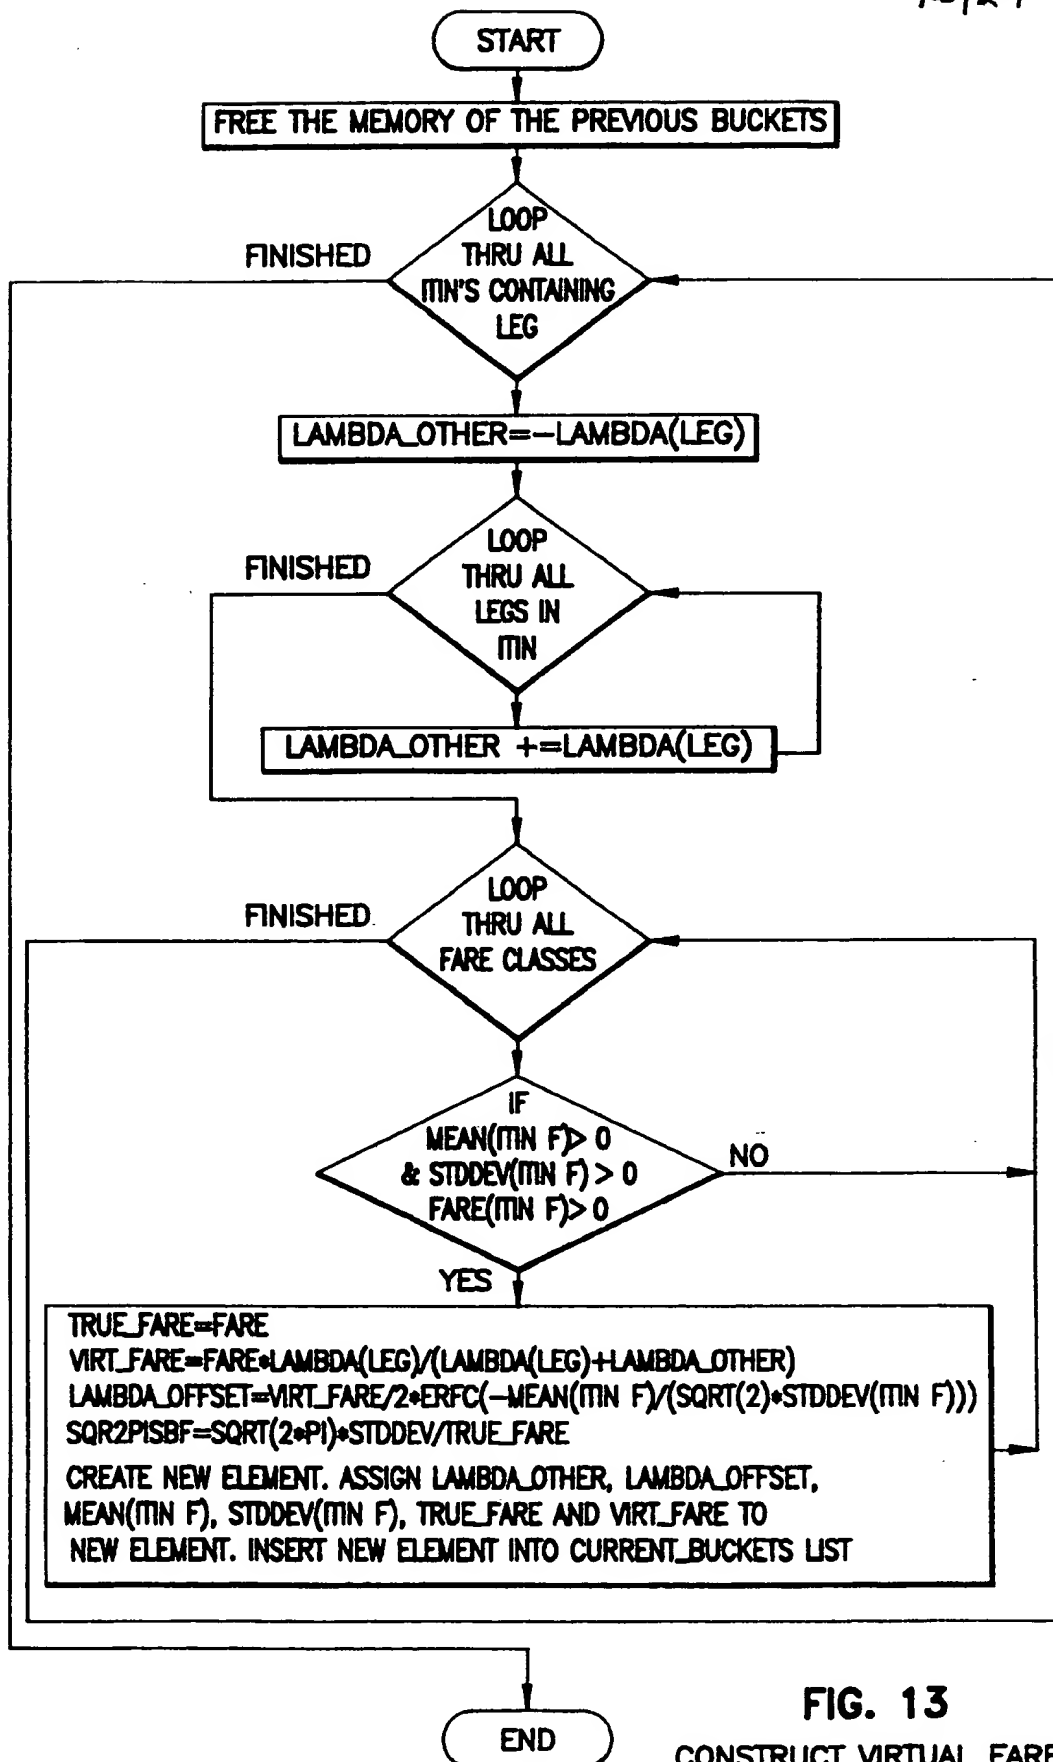 START
FREE THE MEMORY OF THE PREVIOUS BUCKETS
LOOP
THRU ALL
ITIN'S CONTAINING
LEG
FINISHED
LAMBDA_OTHER=-LAMBDA(LEG)
LOOP
THRU ALL
LEGS IN
ITIN
FINISHED
LAMBDA_OTHER +=LAMBDA(LEG)
LOOP
THRU ALL
FARE CLASSES
FINISHED
IF
MEAN(ITIN F)> 0
& STDDEV(ITIN F) > 0
FARE(ITIN F)> 0
NO
YES
TRUE_FARE=FARE
VIRT_FARE=FARE*LAMBDA(LEG)/(LAMBDA(LEG)+LAMBDA_OTHER)
LAMBDA_OFFSET=VIRT_FARE/2*ERFC(-MEAN(ITIN F)/(SQRT(2)*STDDEV(ITIN F)))
SQR2PISBF=SQRT(2*PI)*STDDEV/TRUE_FARE
CREATE NEW ELEMENT. ASSIGN LAMBDA_OTHER, LAMBDA_OFFSET,
MEAN(ITIN F), STDDEV(ITIN F), TRUE_FARE AND VIRT_FARE TO
NEW ELEMENT. INSERT NEW ELEMENT INTO CURRENT_BUCKETS LIST
END
FIG. 13
CONSTRUCT VIRTUAL FARE